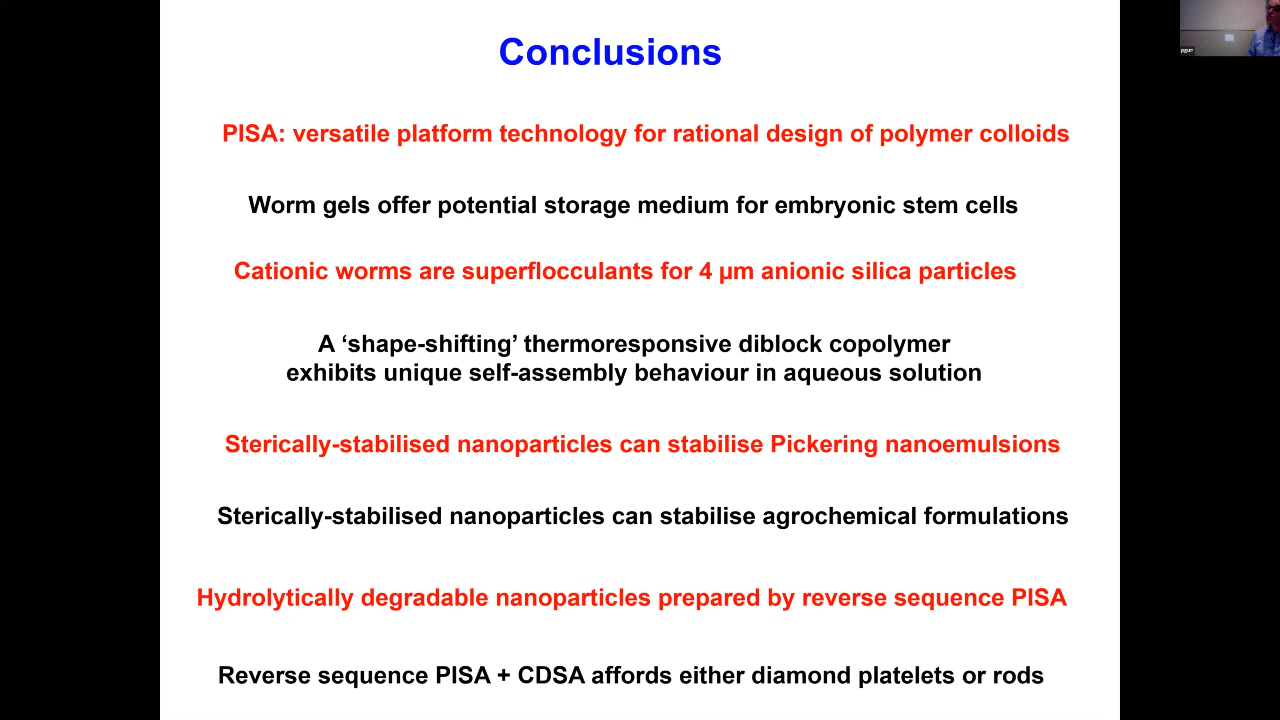 Conclusions
PISA: versatile platform technology for rational design of polymer colloids
Worm gels offer potential storage medium for embryonic stem cells
Cationic worms are superflocculants for 4 µm anionic silica particles
A ‘shape-shifting’ thermoresponsive diblock copolymer
exhibits unique self-assembly behaviour in aqueous solution
Sterically-stabilised nanoparticles can stabilise Pickering nanoemulsions
Sterically-stabilised nanoparticles can stabilise agrochemical formulations
Hydrolytically degradable nanoparticles prepared by reverse sequence PISA
Reverse sequence PISA + CDSA affords either diamond platelets or rods